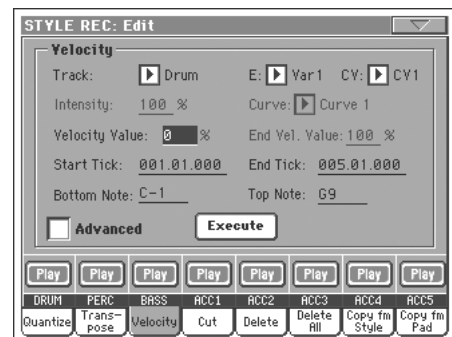 STYLE REC: Edit
Velocity
Track: Drum E: Var1 CV: CV1
Intensity: 100 % Curve: Curve 1
Velocity Value: 0 % End Vel. Value: 100 %
Start Tick: 001.01.000 End Tick: 005.01.000
Bottom Note: C-1 Top Note: G9
Advanced Execute
Play Play Play Play Play Play Play Play
DRUM PERC BASS ACC1 ACC2 ACC3 ACC4 ACC5
Quantize Trans-pose Velocity Cut Delete Delete All Copy fm Style Copy fm Pad